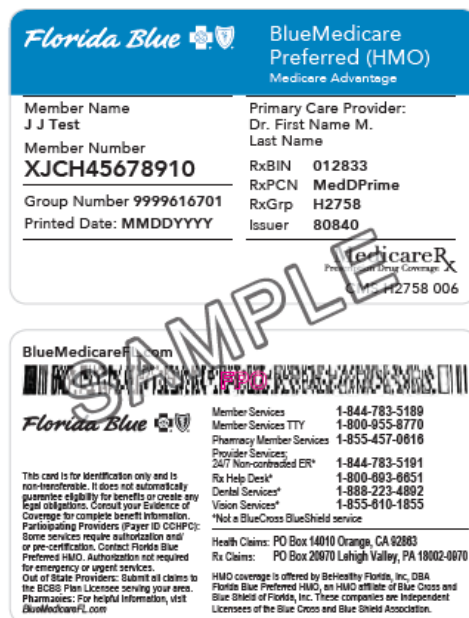 Florida Blue
BlueMedicare
Preferred (HMO)
Medicare Advantage
Member Name
J J Test
Member Number
XJCH45678910
Group Number 9999616701
Printed Date: MMDDYYYY
Primary Care Provider:
Dr. First Name M.
Last Name
RxBIN 012833
RxPCN MedDPrime
RxGrp H2758
Issuer 80840
MedicareRx
Prescription Drug Coverage
CMS H2758 006
SAMPLE
BlueMedicareFL.com
FPO
Florida Blue
This card is for identification only and is
non-transferable. It does not automatically
guarantee eligibility for benefits or create any
legal obligations. Consult your Evidence of
Coverage for complete benefit information.
Participating Providers (Payer ID CCHPC):
Some services require authorization and/
or pre-certification. Contact Florida Blue
Preferred HMO. Authorization not required
for emergency or urgent services.
Out of State Providers: Submit all claims to
the BCBS Plan Licensee serving your area.
Pharmacies: For helpful information, visit
BlueMedicareFL.com
Member Services 1-844-783-5189
Member Services TTY 1-800-955-8770
Pharmacy Member Services 1-855-457-0616
Provider Services;
24/7 Non-contracted ER* 1-844-783-5191
Rx Help Desk* 1-800-693-6651
Dental Services* 1-888-223-4892
Vision Services* 1-855-610-1855
*Not a BlueCross BlueShield service
Health Claims: PO Box 14010 Orange, CA 92863
Rx Claims: PO Box 20970 Lehigh Valley, PA 18002-0970
HMO coverage is offered by BeHealthy Florida, Inc, DBA
Florida Blue Preferred HMO, an HMO affiliate of Blue Cross and
Blue Shield of Florida, Inc. These companies are Independent
Licensees of the Blue Cross and Blue Shield Association.